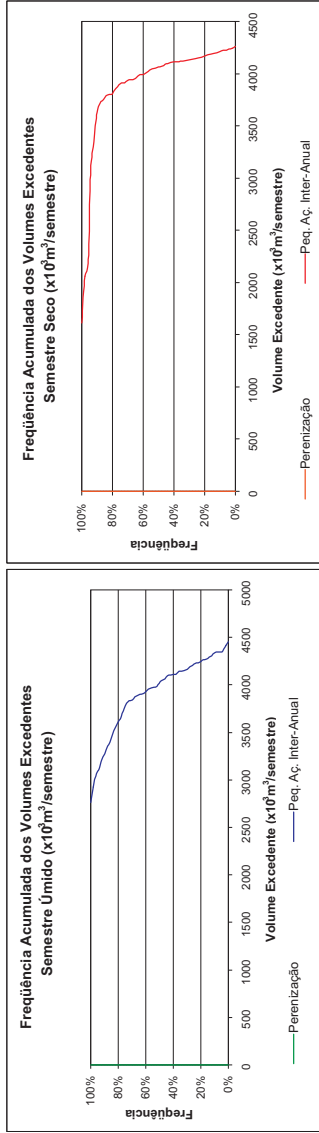 Freqüência Acumulada dos Volumes Excedentes
Semestre Úmido (x10³m³/semestre)
100%
80%
60%
40%
20%
0%
Freqüência
0
500
1000
1500
2000
2500
3000
3500
4000
4500
5000
Volume Excedente (x10³m³/semestre)
Perenização
Peq. Aç. Inter-Anual
Freqüência Acumulada dos Volumes Excedentes
Semestre Seco (x10³m³/semestre)
100%
80%
60%
40%
20%
0%
Freqüência
0
500
1000
1500
2000
2500
3000
3500
4000
4500
Volume Excedente (x10³m³/semestre)
Perenização
Peq. Aç. Inter-Anual